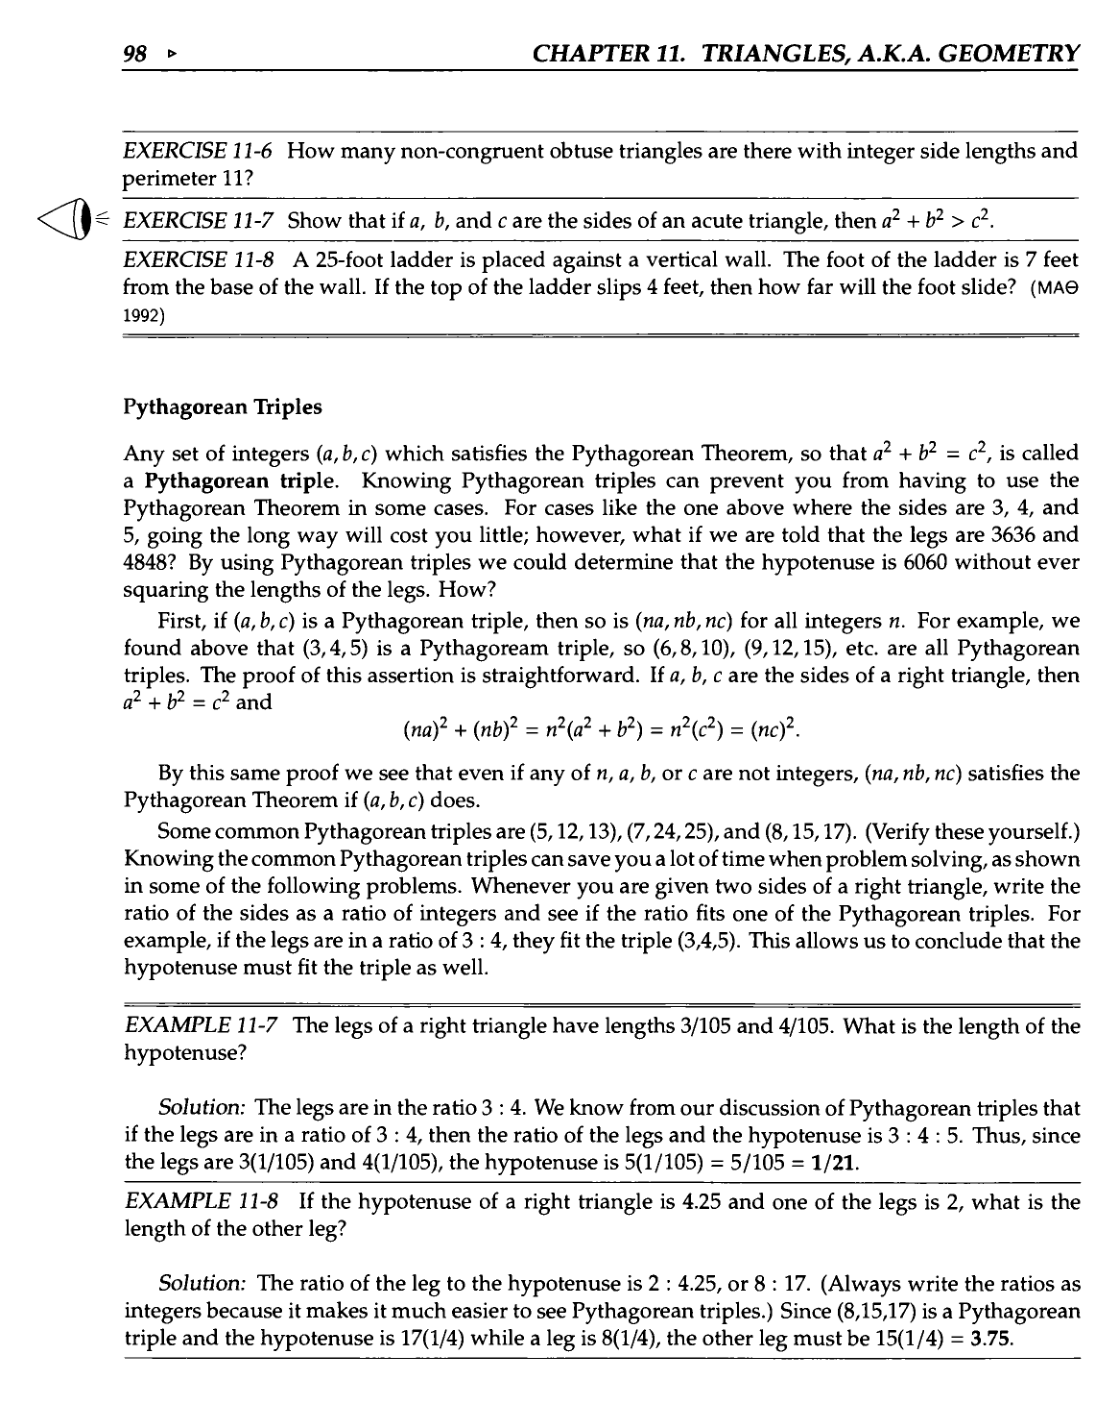 98 ▹ CHAPTER 11. TRIANGLES, A.K.A. GEOMETRY
EXERCISE 11-6 How many non-congruent obtuse triangles are there with integer side lengths and
perimeter 11?
EXERCISE 11-7 Show that if a, b, and c are the sides of an acute triangle, then a² + b² > c².
EXERCISE 11-8 A 25-foot ladder is placed against a vertical wall. The foot of the ladder is 7 feet
from the base of the wall. If the top of the ladder slips 4 feet, then how far will the foot slide? (MAΘ
1992)
Pythagorean Triples
Any set of integers (a, b, c) which satisfies the Pythagorean Theorem, so that a² + b² = c², is called
a Pythagorean triple. Knowing Pythagorean triples can prevent you from having to use the
Pythagorean Theorem in some cases. For cases like the one above where the sides are 3, 4, and
5, going the long way will cost you little; however, what if we are told that the legs are 3636 and
4848? By using Pythagorean triples we could determine that the hypotenuse is 6060 without ever
squaring the lengths of the legs. How?
First, if (a, b, c) is a Pythagorean triple, then so is (na, nb, nc) for all integers n. For example, we
found above that (3, 4, 5) is a Pythagoream triple, so (6, 8, 10), (9, 12, 15), etc. are all Pythagorean
triples. The proof of this assertion is straightforward. If a, b, c are the sides of a right triangle, then
a² + b² = c² and
(na)² + (nb)² = n²(a² + b²) = n²(c²) = (nc)².
By this same proof we see that even if any of n, a, b, or c are not integers, (na, nb, nc) satisfies the
Pythagorean Theorem if (a, b, c) does.
Some common Pythagorean triples are (5, 12, 13), (7, 24, 25), and (8, 15, 17). (Verify these yourself.)
Knowing the common Pythagorean triples can save you a lot of time when problem solving, as shown
in some of the following problems. Whenever you are given two sides of a right triangle, write the
ratio of the sides as a ratio of integers and see if the ratio fits one of the Pythagorean triples. For
example, if the legs are in a ratio of 3 : 4, they fit the triple (3,4,5). This allows us to conclude that the
hypotenuse must fit the triple as well.
EXAMPLE 11-7 The legs of a right triangle have lengths 3/105 and 4/105. What is the length of the
hypotenuse?
Solution: The legs are in the ratio 3 : 4. We know from our discussion of Pythagorean triples that
if the legs are in a ratio of 3 : 4, then the ratio of the legs and the hypotenuse is 3 : 4 : 5. Thus, since
the legs are 3(1/105) and 4(1/105), the hypotenuse is 5(1/105) = 5/105 = 1/21.
EXAMPLE 11-8 If the hypotenuse of a right triangle is 4.25 and one of the legs is 2, what is the
length of the other leg?
Solution: The ratio of the leg to the hypotenuse is 2 : 4.25, or 8 : 17. (Always write the ratios as
integers because it makes it much easier to see Pythagorean triples.) Since (8,15,17) is a Pythagorean
triple and the hypotenuse is 17(1/4) while a leg is 8(1/4), the other leg must be 15(1/4) = 3.75.